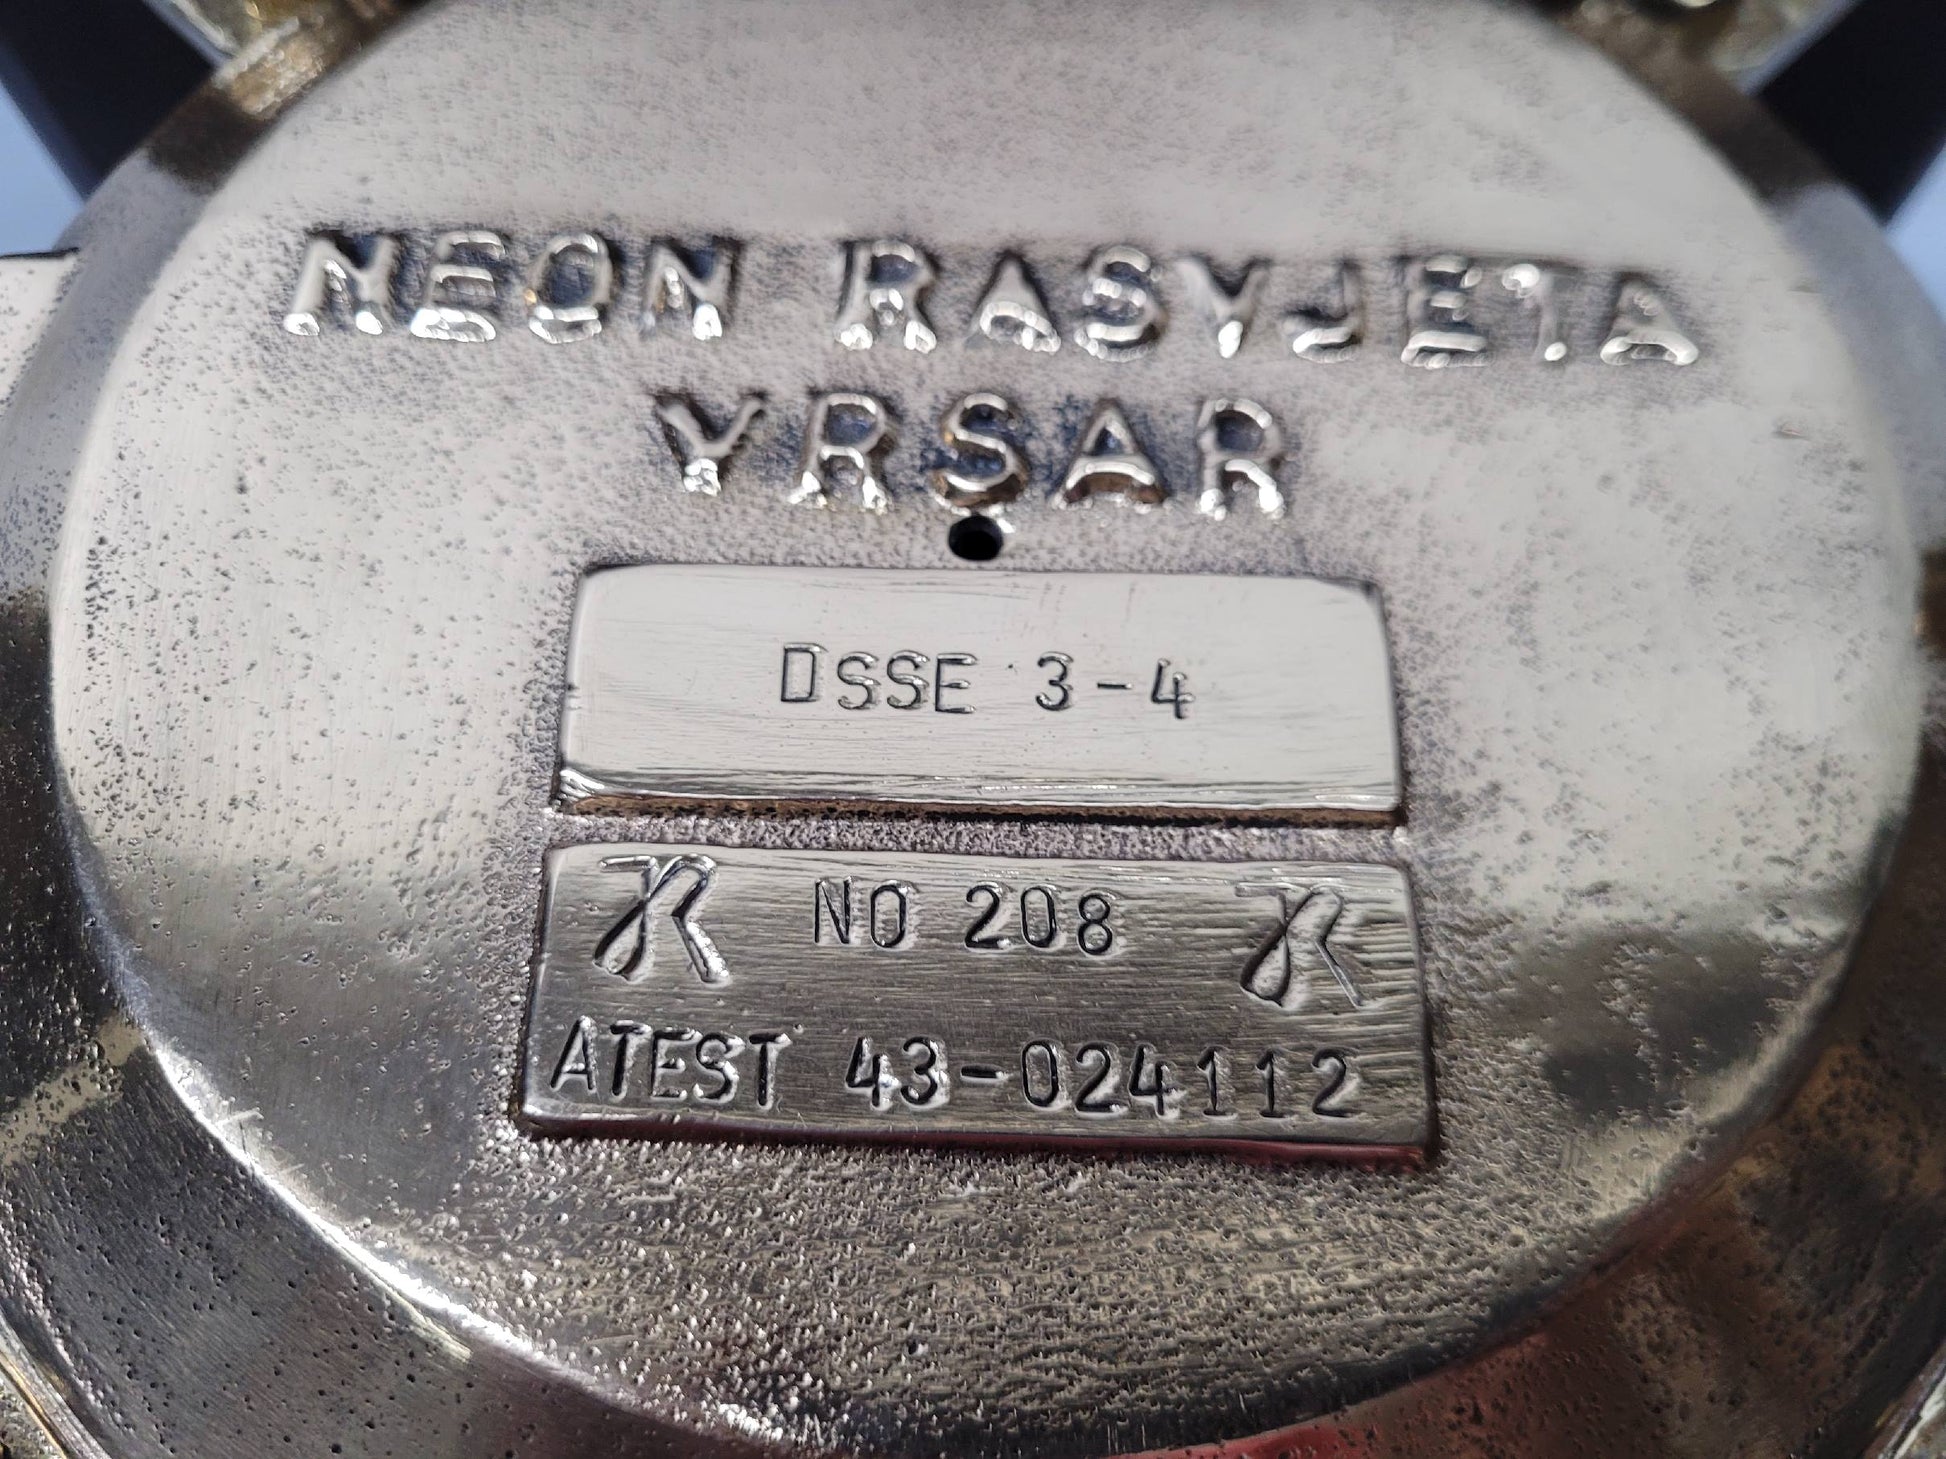 NEON RASVJETA
VRSAR
DSSE 3-4
NO 208
ATEST 43-024112